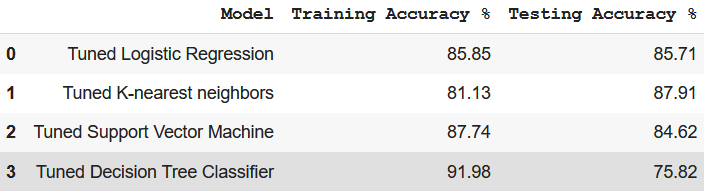 Model Training Accuracy % Testing Accuracy %
0 Tuned Logistic Regression 85.85 85.71
1 Tuned K-nearest neighbors 81.13 87.91
2 Tuned Support Vector Machine 87.74 84.62
3 Tuned Decision Tree Classifier 91.98 75.82